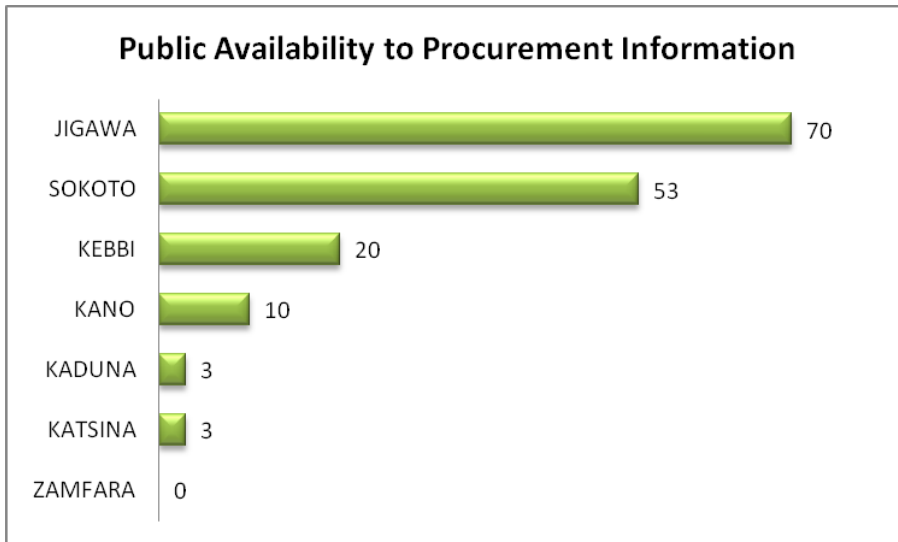 Public Availability to Procurement Information
JIGAWA 70
SOKOTO 53
KEBBI 20
KANO 10
KADUNA 3
KATSINA 3
ZAMFARA 0